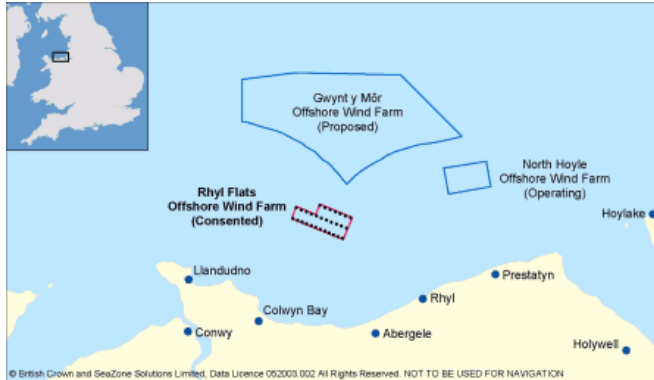 Gwynt y Môr
Offshore Wind Farm
(Proposed)
North Hoyle
Offshore Wind Farm
(Operating)
Rhyl Flats
Offshore Wind Farm
(Consented)
Hoylake
Llandudno
Prestatyn
Colwyn Bay
Rhyl
Conwy
Abergele
Holywell
© British Crown and SeaZone Solutions Limited, Data Licence 052003.002 All Rights Reserved. NOT TO BE USED FOR NAVIGATION